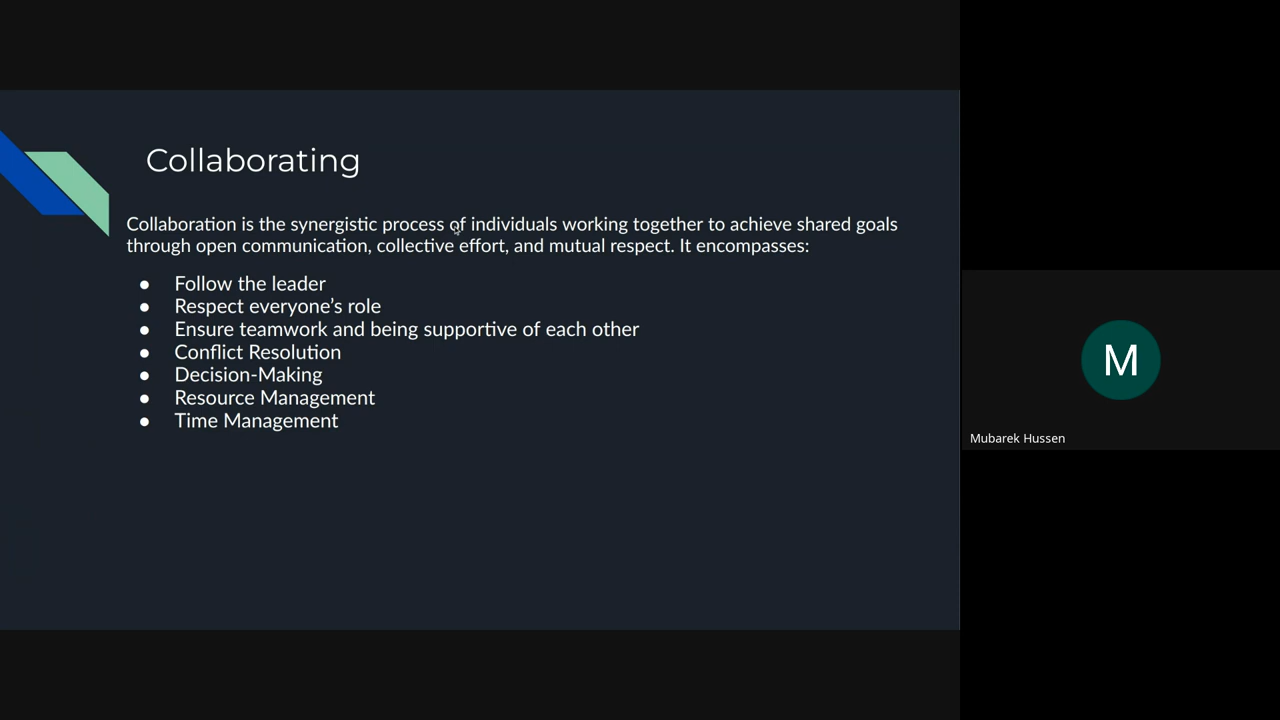 Collaborating
Collaboration is the synergistic process of individuals working together to achieve shared goals
through open communication, collective effort, and mutual respect. It encompasses:
● Follow the leader
● Respect everyone’s role
● Ensure teamwork and being supportive of each other
● Conflict Resolution
● Decision-Making
● Resource Management
● Time Management
M
Mubarek Hussen